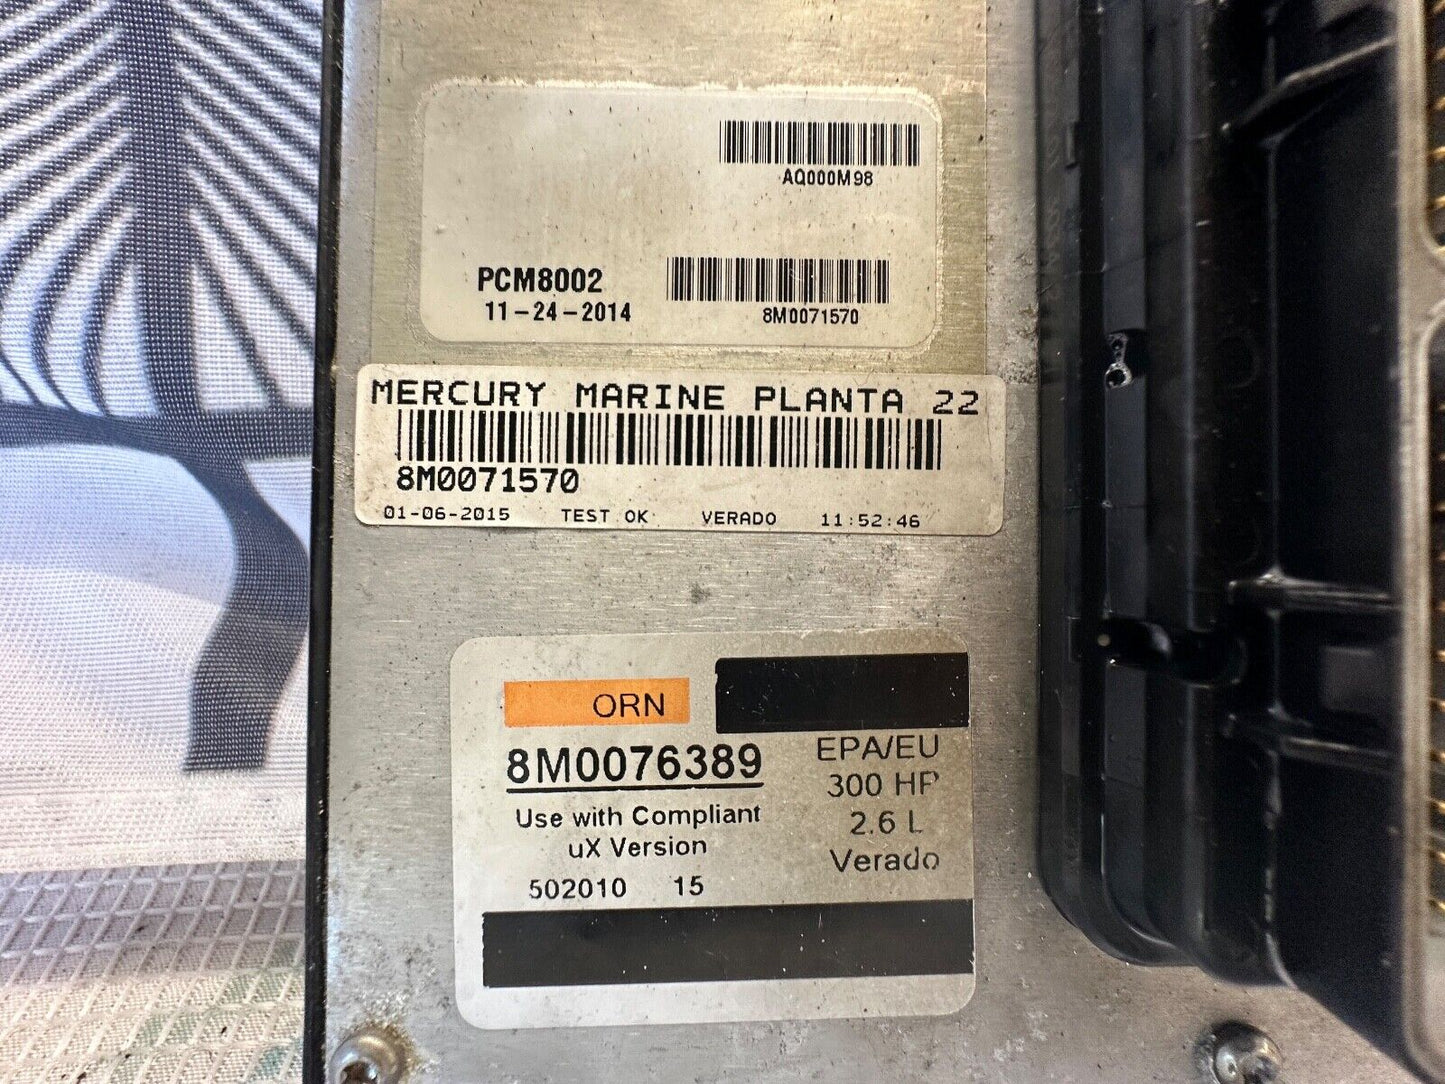 AQ000M98
PCM8002
11-24-2014
8M0071570
MERCURY MARINE PLANTA 22
8M0071570
01-06-2015 TEST OK VERADO 11:52:46
ORN
8M0076389
EPA/EU
300 HP
2.6 L
Verado
Use with Compliant
uX Version
502010 15